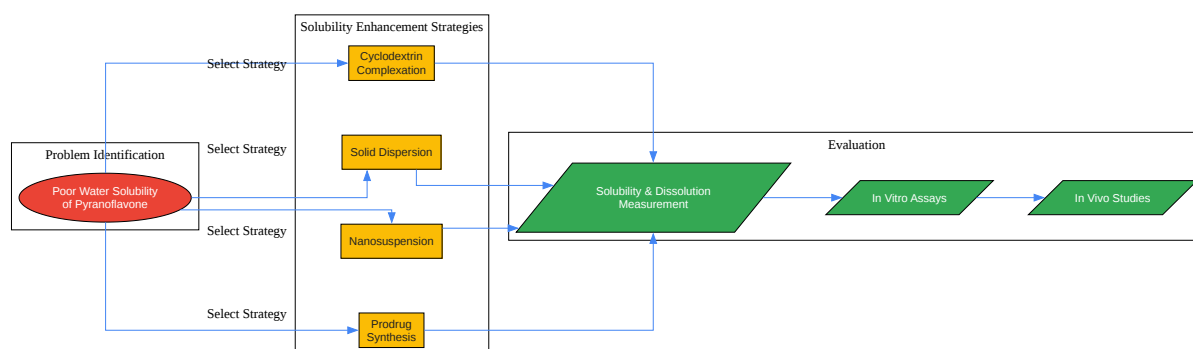 Solubility Enhancement Strategies
Select Strategy
Cyclodextrin
Complexation
Problem Identification
Poor Water Solubility
of Pyranoflavone
Select Strategy
Solid Dispersion
Select Strategy
Nanosuspension
Select Strategy
Prodrug
Synthesis
Evaluation
Solubility & Dissolution
Measurement
In Vitro Assays
In Vivo Studies